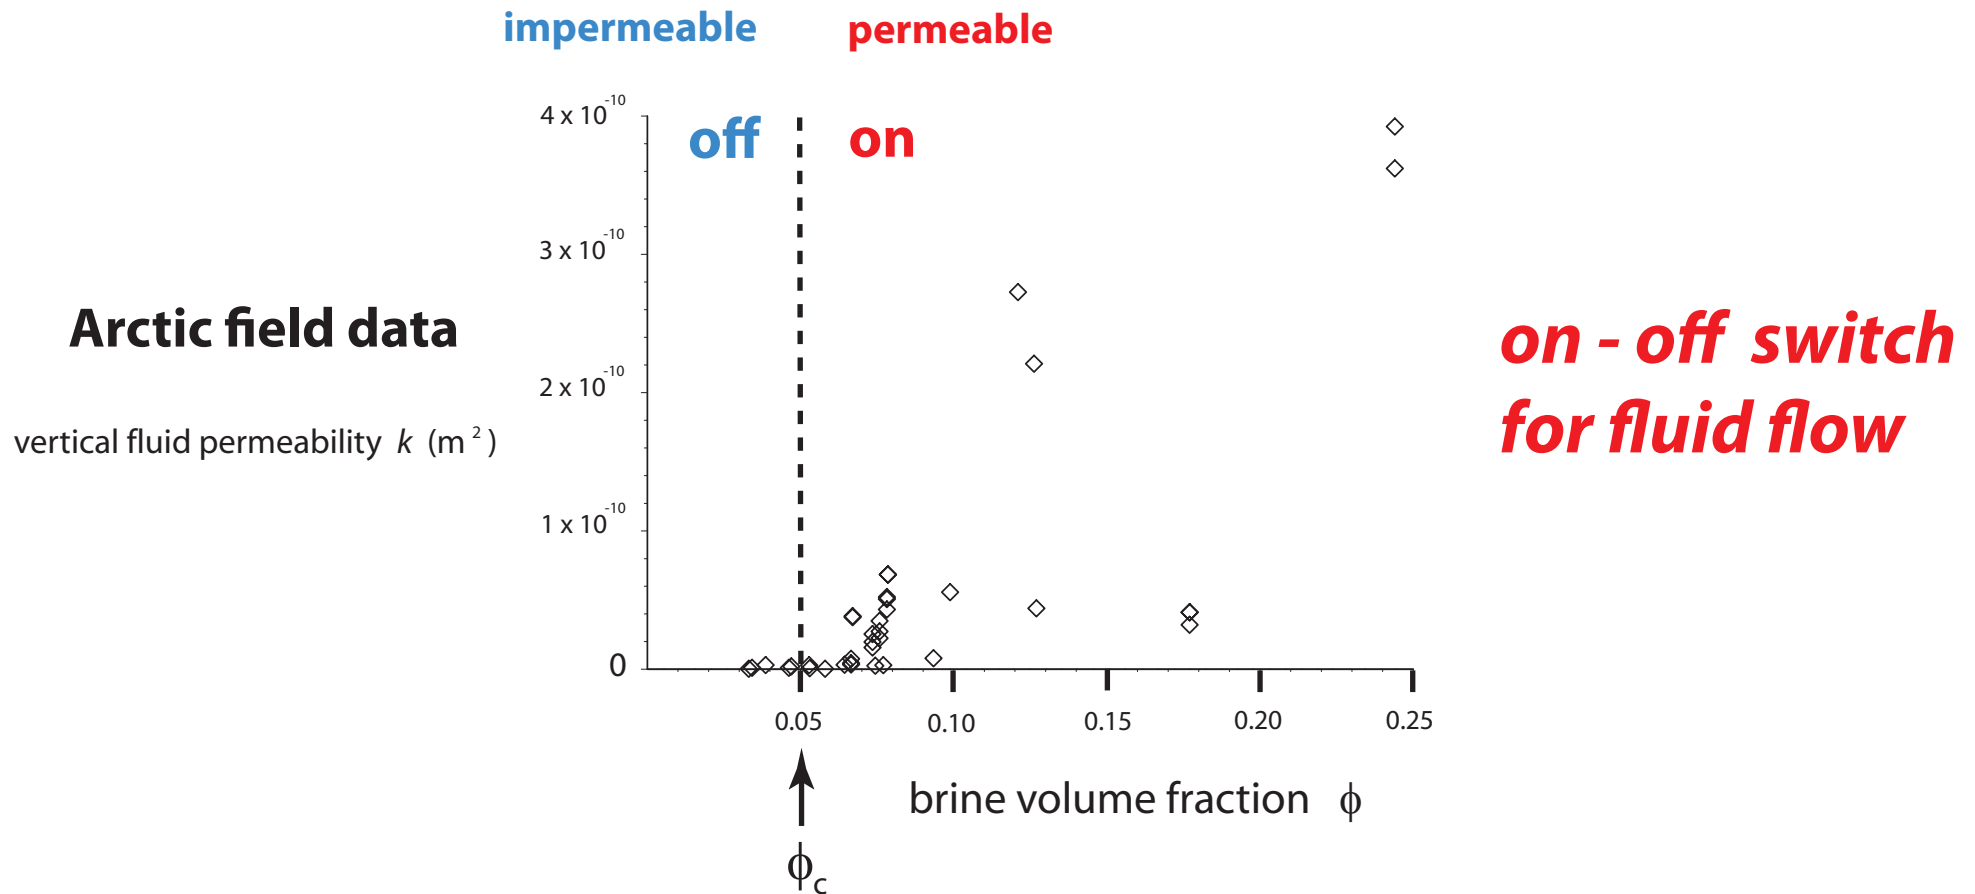 impermeable permeable
off on
4 x 10⁻¹⁰
3 x 10⁻¹⁰
2 x 10⁻¹⁰
1 x 10⁻¹⁰
0
Arctic field data
vertical fluid permeability k (m²)
on - off switch
for fluid flow
0.05 0.10 0.15 0.20 0.25
brine volume fraction ϕ
ϕc